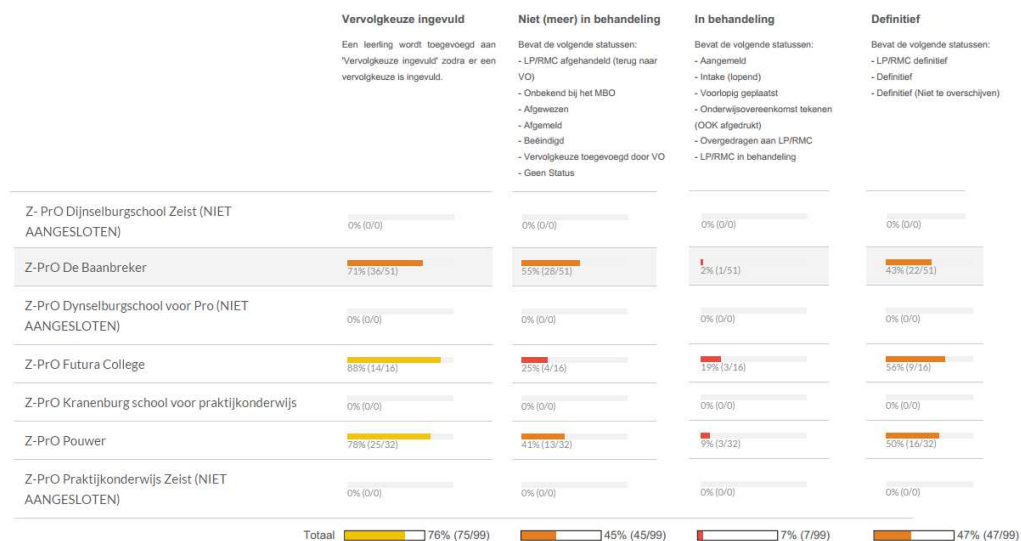 Vervolgkeuze ingevuld
Een leerling wordt toegevoegd aan
'Vervolgkeuze ingevuld' zodra er een
vervolgkeuze is ingevuld.
Niet (meer) in behandeling
Bevat de volgende statussen:
- LP/RMC afgehandeld (terug naar
VO)
- Onbekend bij het MBO
- Afgewezen
- Afgemeld
- Beëindigd
- Vervolgkeuze toegevoegd door VO
- Geen Status
In behandeling
Bevat de volgende statussen:
- Aangemeld
- Intake (lopend)
- Voorlopig geplaatst
- Onderwijsovereenkomst tekenen
(OOK afgedrukt)
- Overgedragen aan LP/RMC
- LP/RMC in behandeling
Definitief
Bevat de volgende statussen:
- LP/RMC definitief
- Definitief
- Definitief (Niet te overschijven)
Z- PrO Dijnselburgschool Zeist (NIET
AANGESLOTEN)
0% (0/0) 0% (0/0) 0% (0/0) 0% (0/0)
Z-PrO De Baanbreker 71% (36/51) 55% (28/51) 2% (1/51) 43% (22/51)
Z-PrO Dynselburgschool voor Pro (NIET
AANGESLOTEN)
0% (0/0) 0% (0/0) 0% (0/0) 0% (0/0)
Z-PrO Futura College 88% (14/16) 25% (4/16) 19% (3/16) 56% (9/16)
Z-PrO Kranenburg school voor praktijkonderwijs 0% (0/0) 0% (0/0) 0% (0/0) 0% (0/0)
Z-PrO Pouwer 78% (25/32) 41% (13/32) 9% (3/32) 50% (16/32)
Z-PrO Praktijkonderwijs Zeist (NIET
AANGESLOTEN)
0% (0/0) 0% (0/0) 0% (0/0) 0% (0/0)
Totaal 76% (75/99) 45% (45/99) 7% (7/99) 47% (47/99)